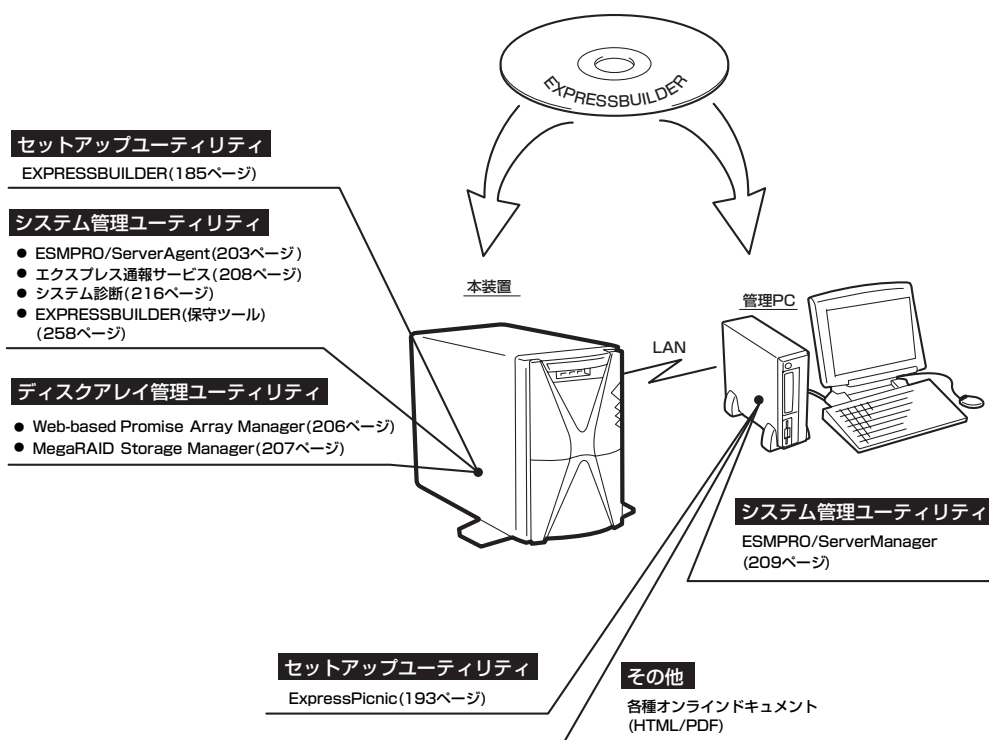 EXPRESSBUILDER
セットアップユーティリティ
EXPRESSBUILDER(185ページ)
システム管理ユーティリティ
● ESMPRO/ServerAgent(203ページ)
● エクスプレス通報サービス(208ページ)
● システム診断(216ページ)
● EXPRESSBUILDER(保守ツール)
(258ページ)
ディスクアレイ管理ユーティリティ
● Web-based Promise Array Manager(206ページ)
● MegaRAID Storage Manager(207ページ)
本装置
LAN
管理PC
システム管理ユーティリティ
ESMPRO/ServerManager
(209ページ)
セットアップユーティリティ
ExpressPicnic(193ページ)
その他
各種オンラインドキュメント
(HTML/PDF)